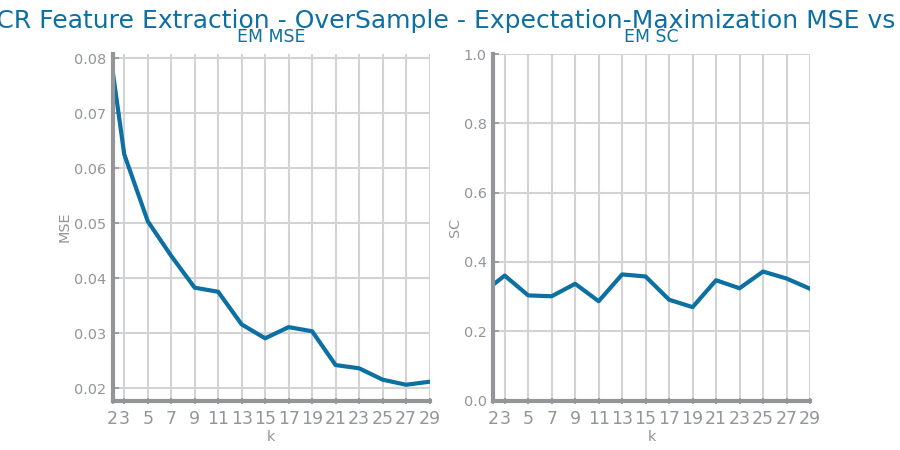 CR Feature Extraction - OverSample - Expectation-Maximization MSE vs
EM MSE
EM SC
0.08
0.07
0.06
0.05
0.04
0.03
0.02
MSE
2 3 5 7 9 11 13 15 17 19 21 23 25 27 29
k
1.0
0.8
0.6
0.4
0.2
0.0
SC
2 3 5 7 9 11 13 15 17 19 21 23 25 27 29
k